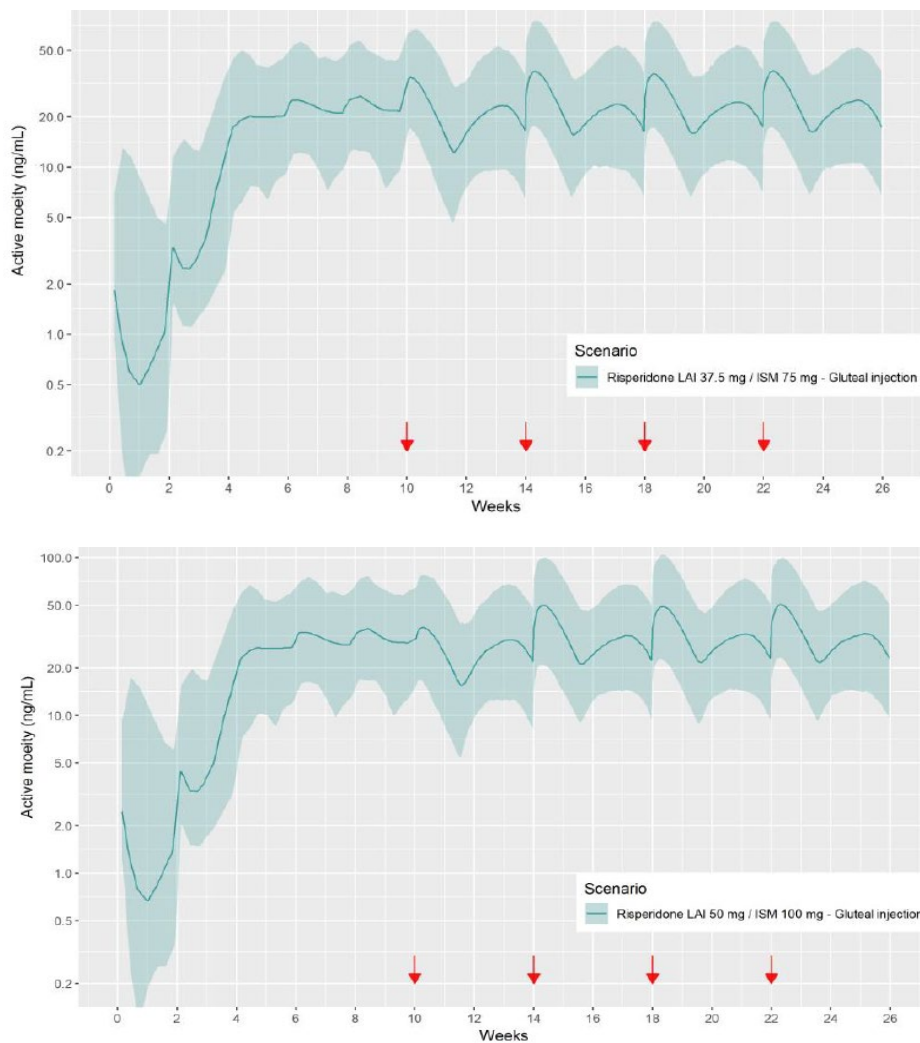 50.0
20.0
10.0
5.0
2.0
1.0
0.5
0.2
Active moeity (ng/mL)
Scenario
Risperidone LAI 37.5 mg / ISM 75 mg - Gluteal injection
0 2 4 6 8 10 12 14 16 18 20 22 24 26
Weeks
100.0
50.0
20.0
10.0
5.0
2.0
1.0
0.5
0.2
Active moeity (ng/mL)
Scenario
Risperidone LAI 50 mg / ISM 100 mg - Gluteal injection
0 2 4 6 8 10 12 14 16 18 20 22 24 26
Weeks